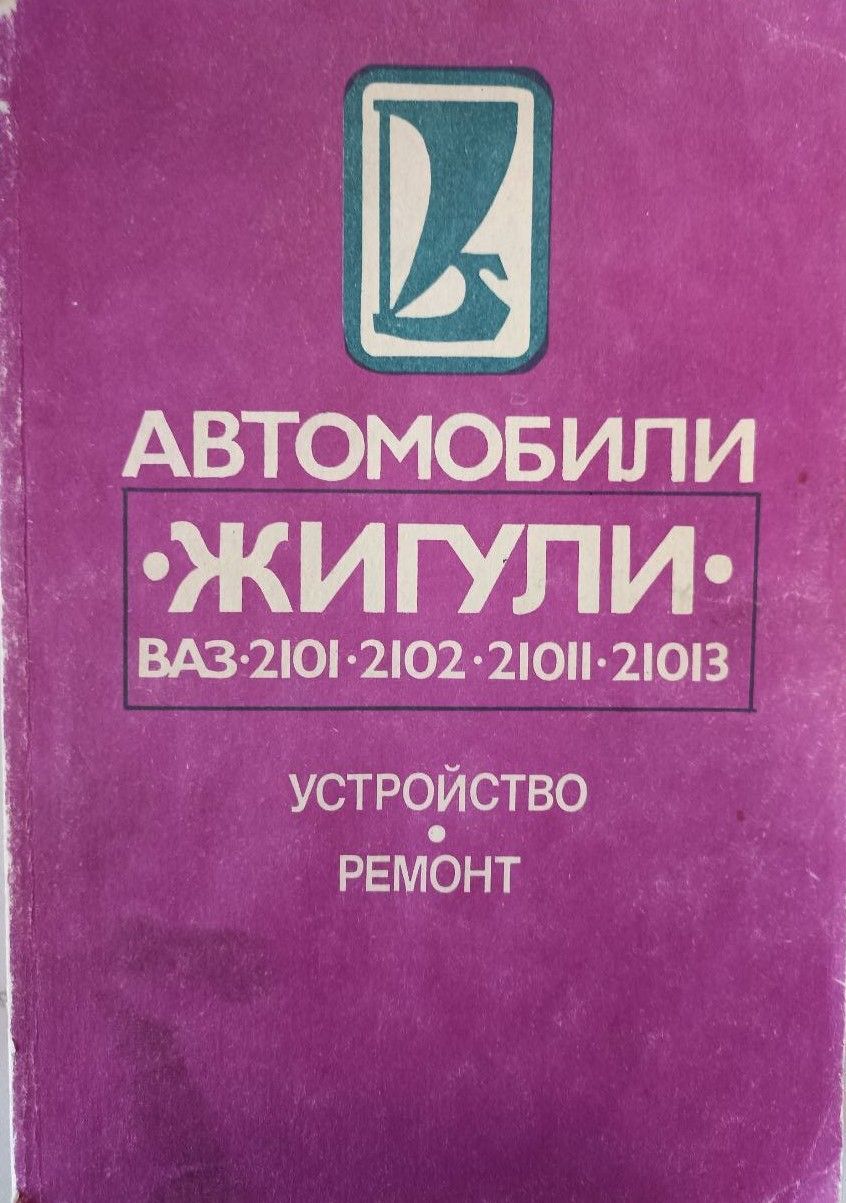 АВТОМОБИЛИ
·ЖИГУЛИ·
ВАЗ·2101·2102·21011·21013
УСТРОЙСТВО
·
РЕМОНТ